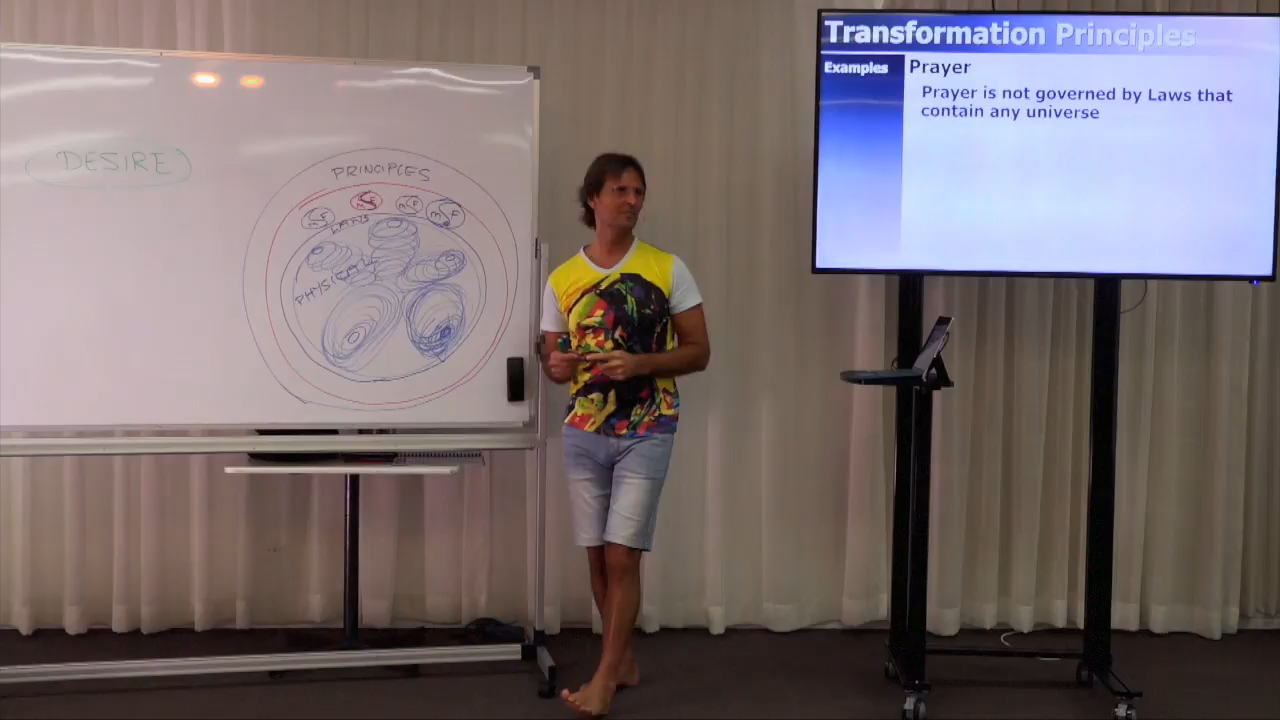 DESIRE
PRINCIPLES
LAWS
PHYSICAL
Transformation Principles
Examples
Prayer
Prayer is not governed by Laws that
contain any universe